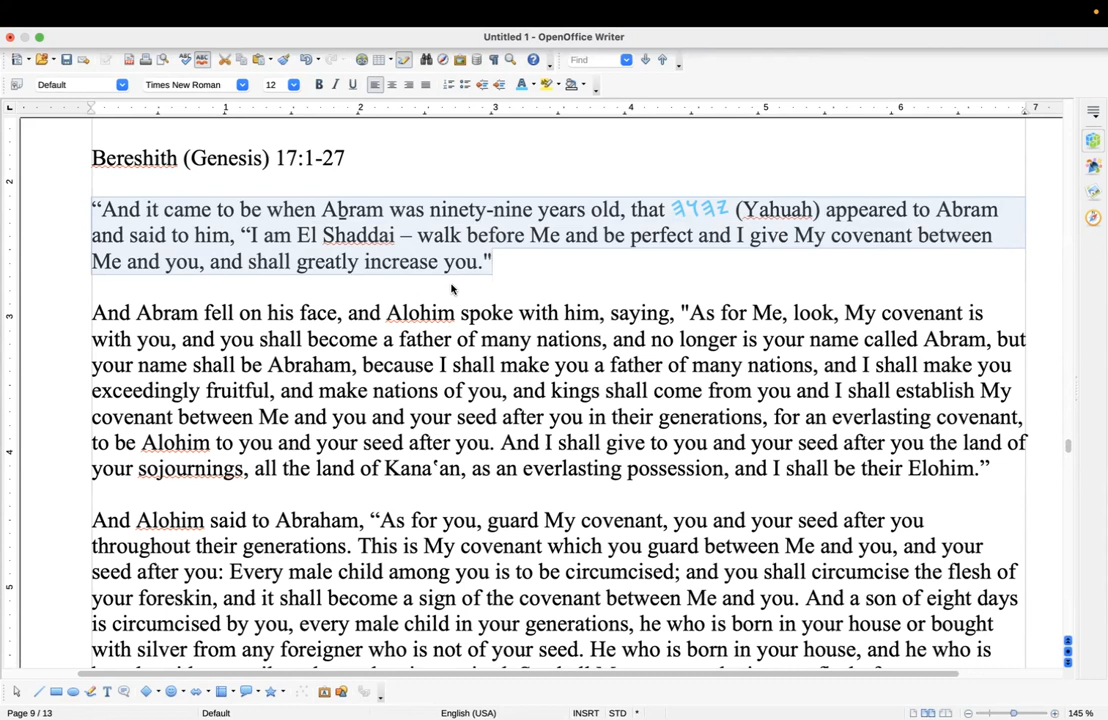 Untitled 1 - OpenOffice Writer
Find
Default
Times New Roman
12
B I U
1 2 3 4 5 6 7
Bereshith (Genesis) 17:1-27
“And it came to be when Abram was ninety-nine years old, that 𐤉𐤄𐤅𐤄 (Yahuah) appeared to Abram
and said to him, “I am El Shaddai – walk before Me and be perfect and I give My covenant between
Me and you, and shall greatly increase you."
And Abram fell on his face, and Alohim spoke with him, saying, "As for Me, look, My covenant is
with you, and you shall become a father of many nations, and no longer is your name called Abram, but
your name shall be Abraham, because I shall make you a father of many nations, and I shall make you
exceedingly fruitful, and make nations of you, and kings shall come from you and I shall establish My
covenant between Me and you and your seed after you in their generations, for an everlasting covenant,
to be Alohim to you and your seed after you. And I shall give to you and your seed after you the land of
your sojournings, all the land of Kanaʽan, as an everlasting possession, and I shall be their Elohim.”
And Alohim said to Abraham, “As for you, guard My covenant, you and your seed after you
throughout their generations. This is My covenant which you guard between Me and you, and your
seed after you: Every male child among you is to be circumcised; and you shall circumcise the flesh of
your foreskin, and it shall become a sign of the covenant between Me and you. And a son of eight days
is circumcised by you, every male child in your generations, he who is born in your house or bought
with silver from any foreigner who is not of your seed. He who is born in your house, and he who is
Page 9 / 13
Default
English (USA)
INSRT
STD
*
145 %